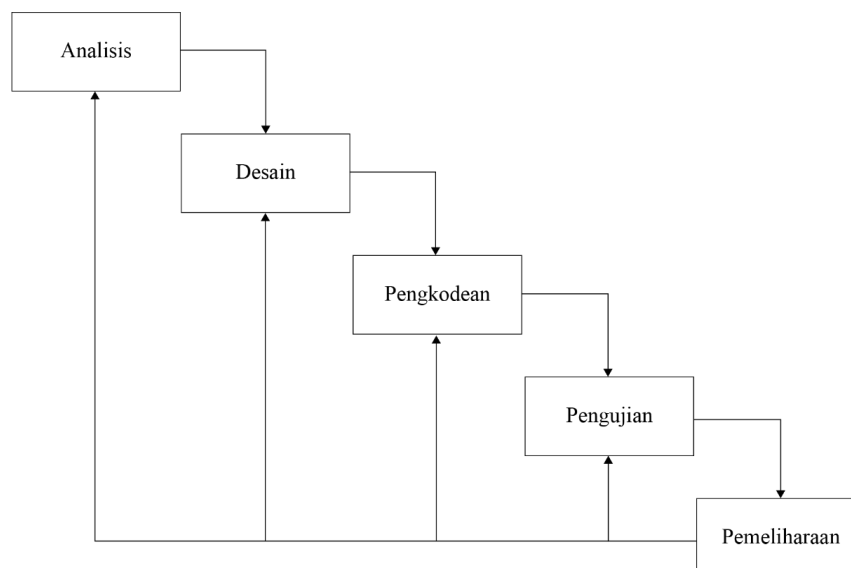 Analisis
Desain
Pengkodean
Pengujian
Pemeliharaan